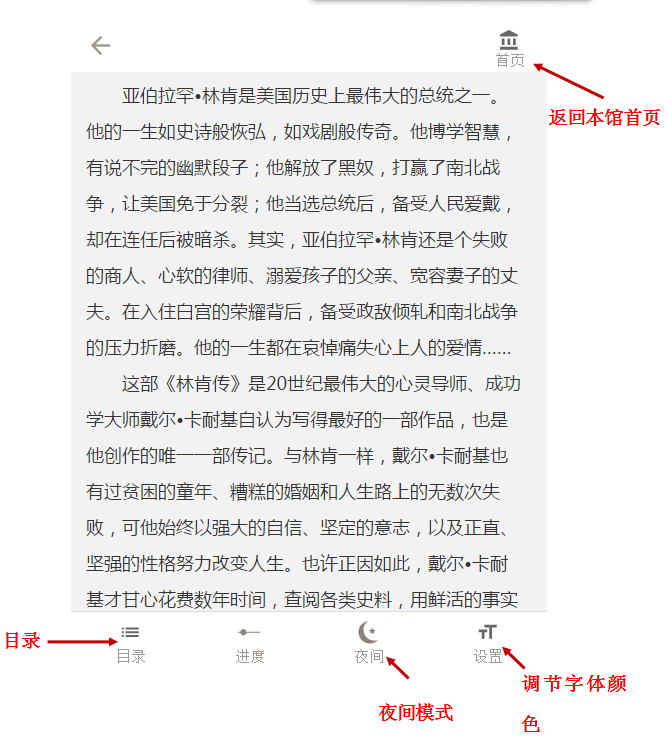 首页
返回本馆首页
亚伯拉罕•林肯是美国历史上最伟大的总统之一。
他的一生如史诗般恢弘，如戏剧般传奇。他博学智慧，
有说不完的幽默段子；他解放了黑奴，打赢了南北战
争，让美国免于分裂；他当选总统后，备受人民爱戴，
却在连任后被暗杀。其实，亚伯拉罕•林肯还是个失败
的商人、心软的律师、溺爱孩子的父亲、宽容妻子的丈
夫。在入住白宫的荣耀背后，备受政敌倾轧和南北战争
的压力折磨。他的一生都在哀悼痛失心上人的爱情......
这部《林肯传》是20世纪最伟大的心灵导师、成功
学大师戴尔•卡耐基自认为写得最好的一部作品，也是
他创作的唯一一部传记。与林肯一样，戴尔•卡耐基也
有过贫困的童年、糟糕的婚姻和人生路上的无数次失
败，可他始终以强大的自信、坚定的意志，以及正直、
坚强的性格努力改变人生。也许正因如此，戴尔•卡耐
基才甘心花费数年时间，查阅各类史料，用鲜活的事实
目录
目录
进度
夜间
设置
夜间模式
调节字体颜
色